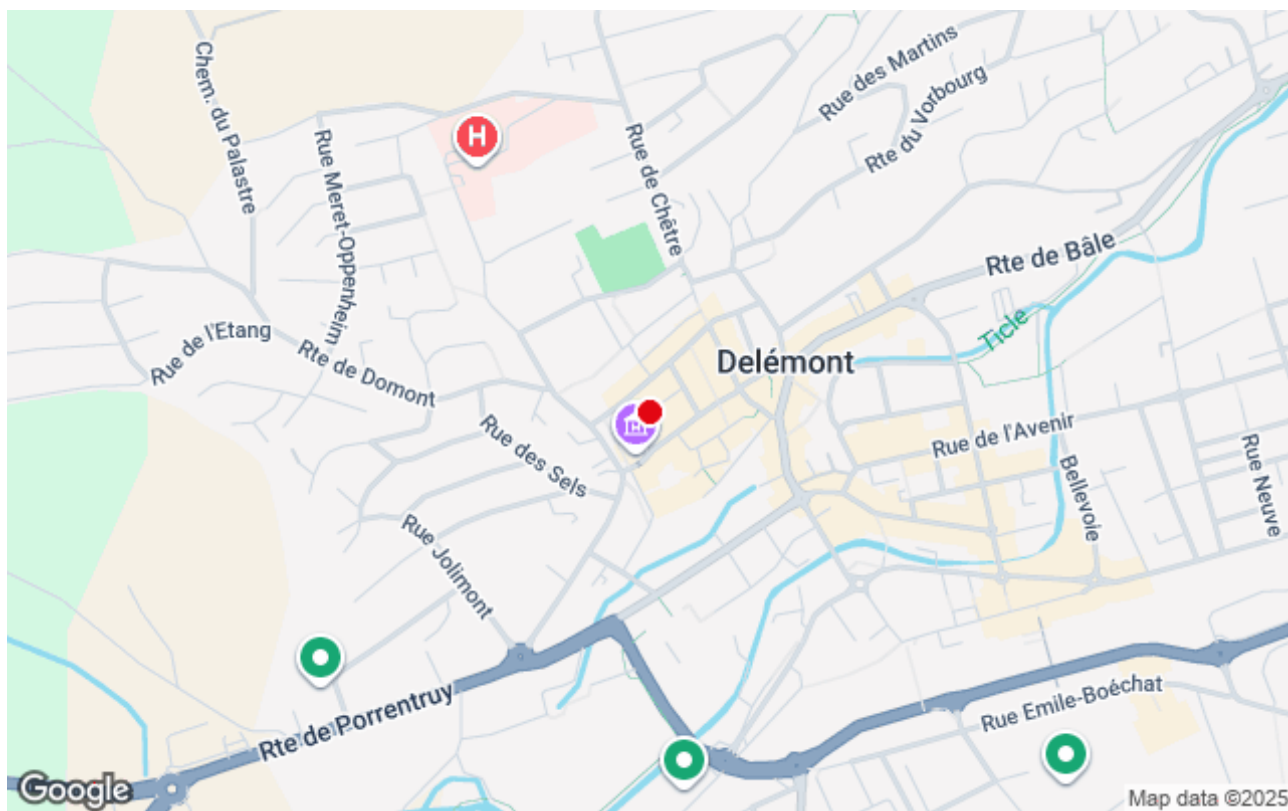 Rue des Martins
Chem. du Palastre
Rte du Vorbourg
H
Rue Meret-Oppenheim
Rue de Chêtre
Rte de Bâle
Ticle
Rue de l'Etang
Rte de Domont
Delémont
Rue de l'Avenir
Rue des Sels
Bellevoie
Rue Neuve
Rue Jolimont
Rte de Porrentruy
Rue Emile-Boéchat
Google
Map data ©2025